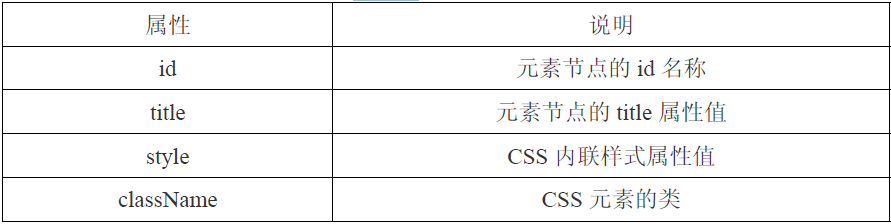 属性 说明
id 元素节点的 id 名称
title 元素节点的 title 属性值
style CSS 内联样式属性值
className CSS 元素的类